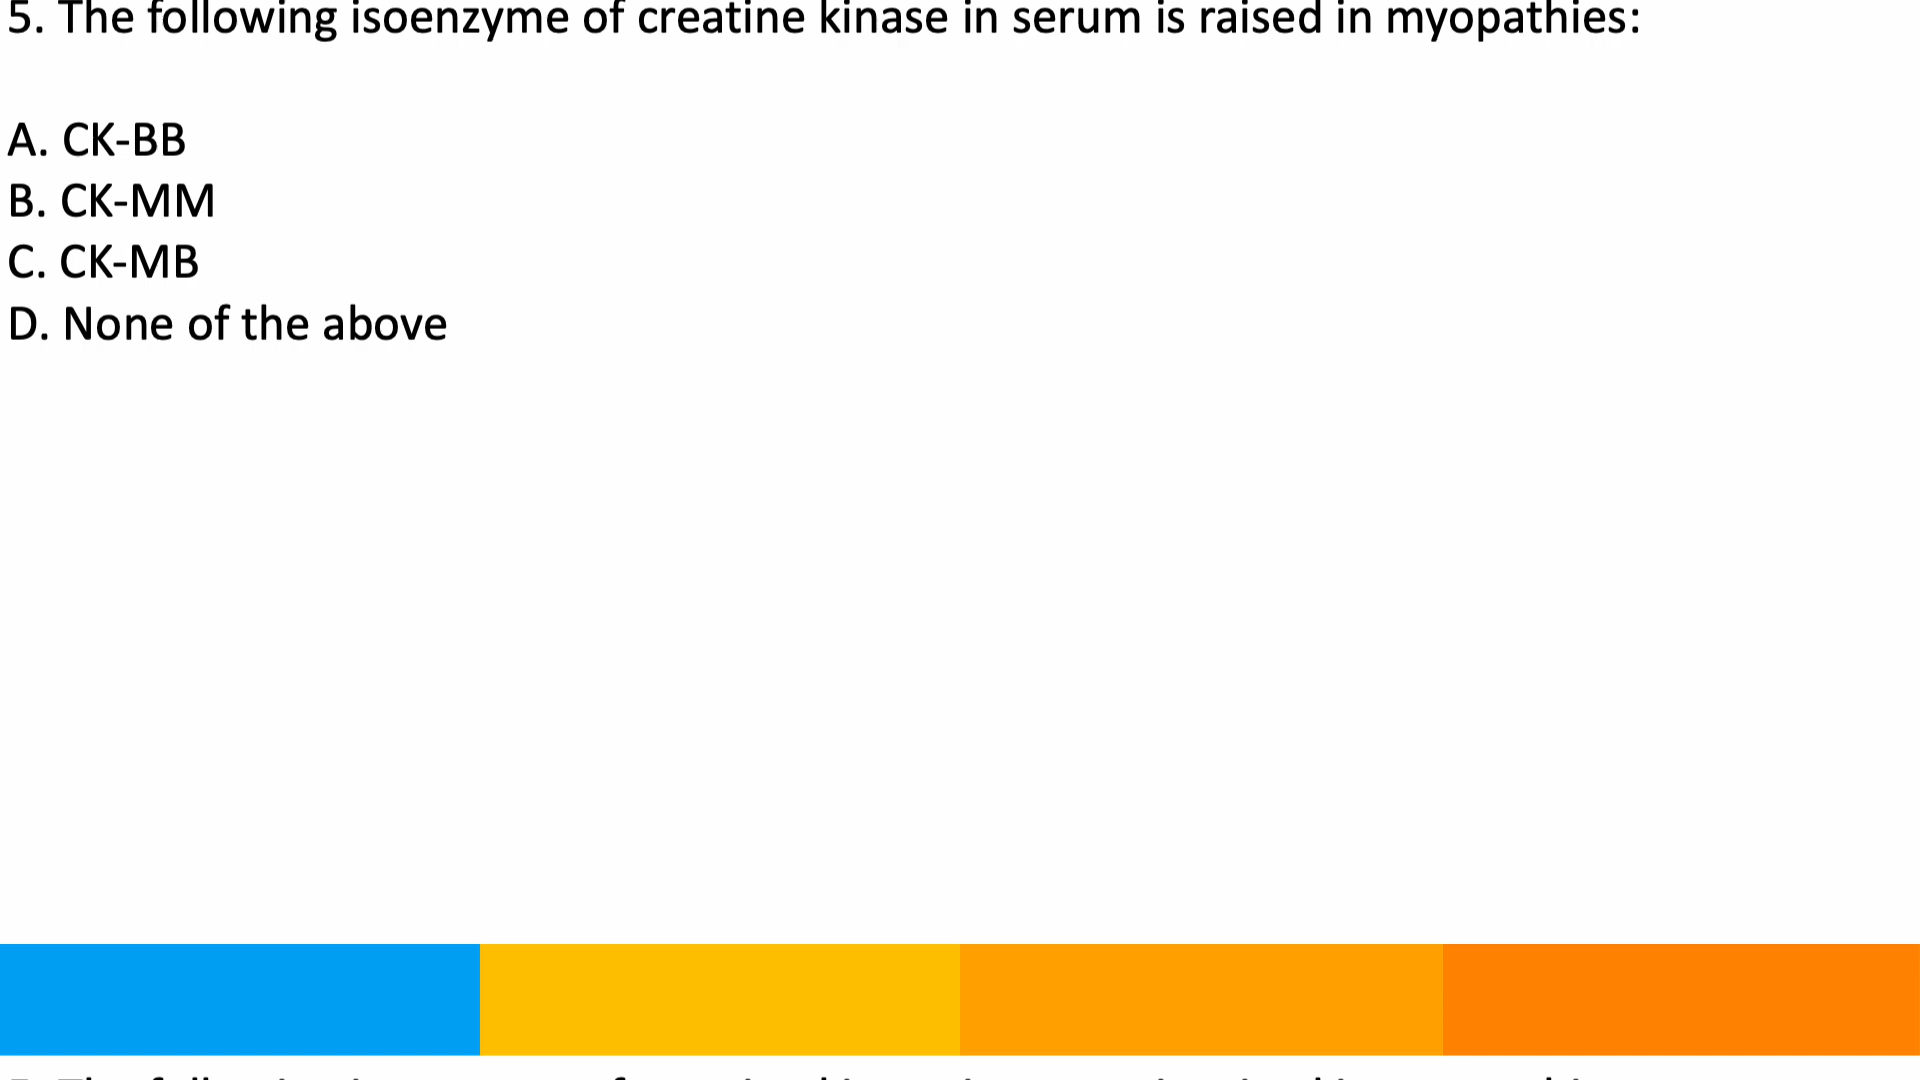 5. The following isoenzyme of creatine kinase in serum is raised in myopathies:
A. CK-BB
B. CK-MM
C. CK-MB
D. None of the above